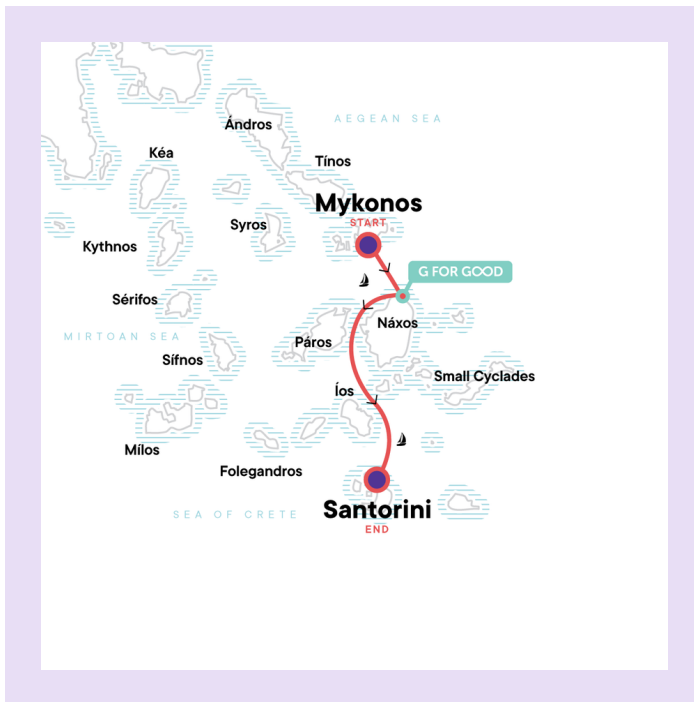 AEGEAN SEA
Ándros
Kéa
Tínos
Mykonos
START
Syros
Kythnos
G FOR GOOD
Sérifos
Náxos
MIRTOAN SEA
Páros
Sífnos
Small Cyclades
Íos
Mílos
Folegandros
Santorini
SEA OF CRETE
END